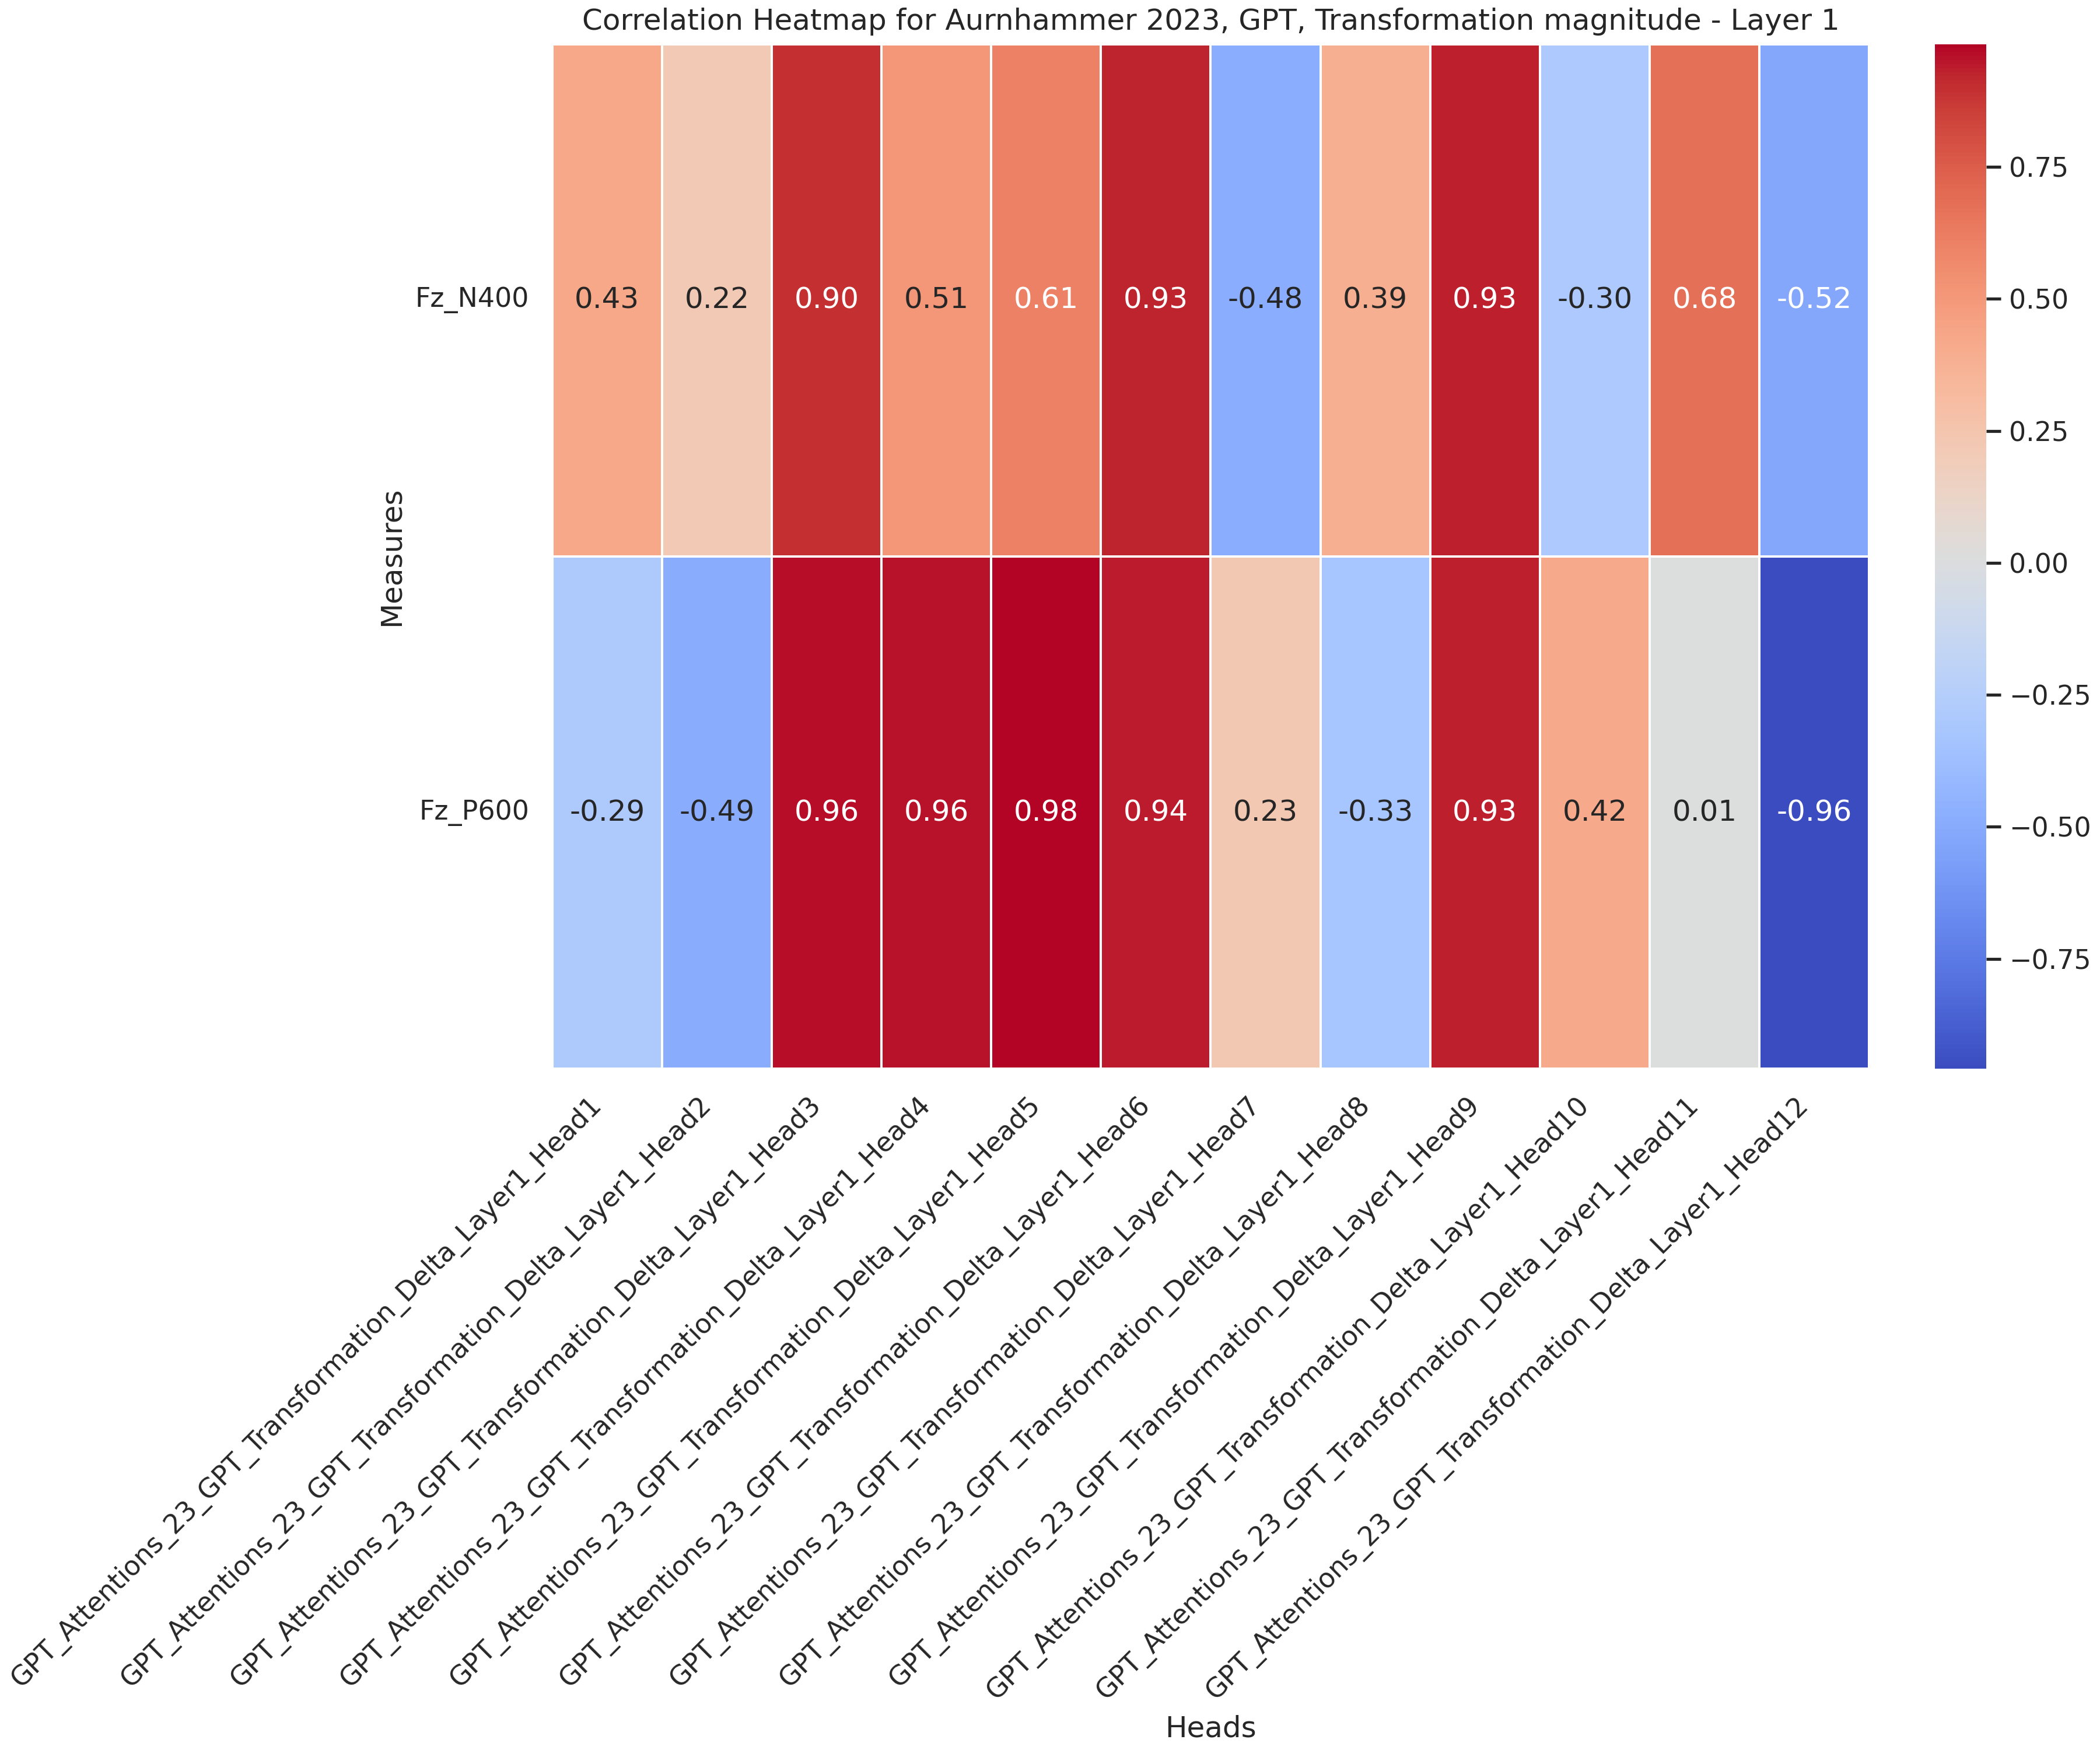 Correlation Heatmap for Aurnhammer 2023, GPT, Transformation magnitude - Layer 1
Measures
Fz_N400
0.43 0.22 0.90 0.51 0.61 0.93 -0.48 0.39 0.93 -0.30 0.68 -0.52
Fz_P600
-0.29 -0.49 0.96 0.96 0.98 0.94 0.23 -0.33 0.93 0.42 0.01 -0.96
GPT_Attentions_23_GPT_Transformation_Delta_Layer1_Head1
GPT_Attentions_23_GPT_Transformation_Delta_Layer1_Head2
GPT_Attentions_23_GPT_Transformation_Delta_Layer1_Head3
GPT_Attentions_23_GPT_Transformation_Delta_Layer1_Head4
GPT_Attentions_23_GPT_Transformation_Delta_Layer1_Head5
GPT_Attentions_23_GPT_Transformation_Delta_Layer1_Head6
GPT_Attentions_23_GPT_Transformation_Delta_Layer1_Head7
GPT_Attentions_23_GPT_Transformation_Delta_Layer1_Head8
GPT_Attentions_23_GPT_Transformation_Delta_Layer1_Head9
GPT_Attentions_23_GPT_Transformation_Delta_Layer1_Head10
GPT_Attentions_23_GPT_Transformation_Delta_Layer1_Head11
GPT_Attentions_23_GPT_Transformation_Delta_Layer1_Head12
Heads
0.75
0.50
0.25
0.00
−0.25
−0.50
−0.75